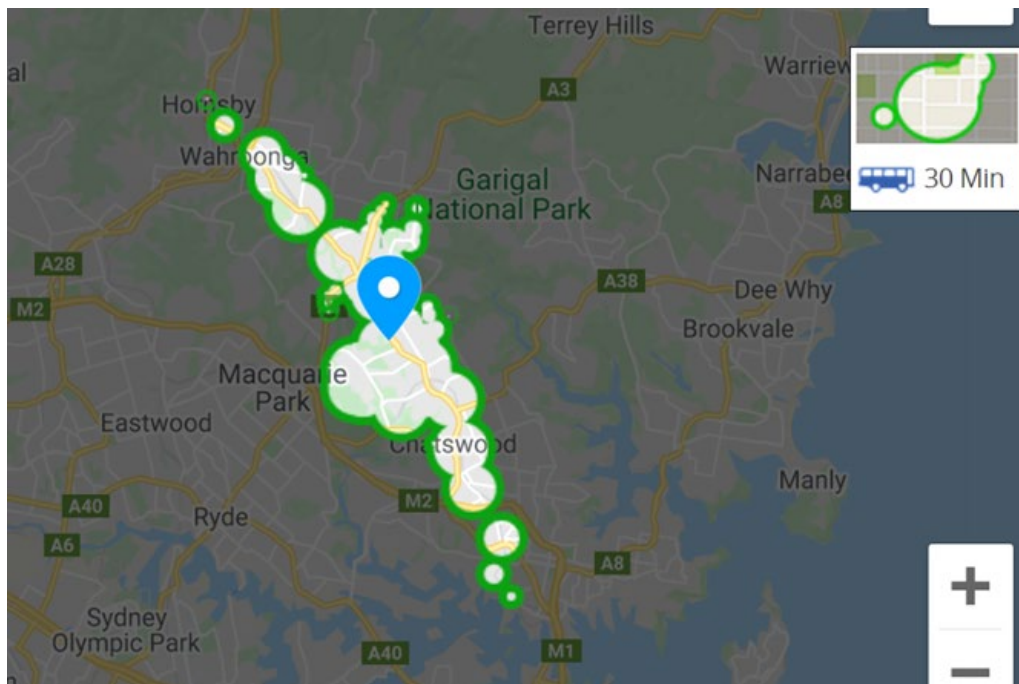 Terrey Hills
al
Warriew
Hornsby
A3
Wahroonga
Garigal
National Park
30 Min
Narrabee
A8
A28
A38
M2
Dee Why
Brookvale
Macquarie
Park
Eastwood
Chatswood
Manly
M2
A40
Ryde
A6
A8
Sydney
Olympic Park
A40
M1